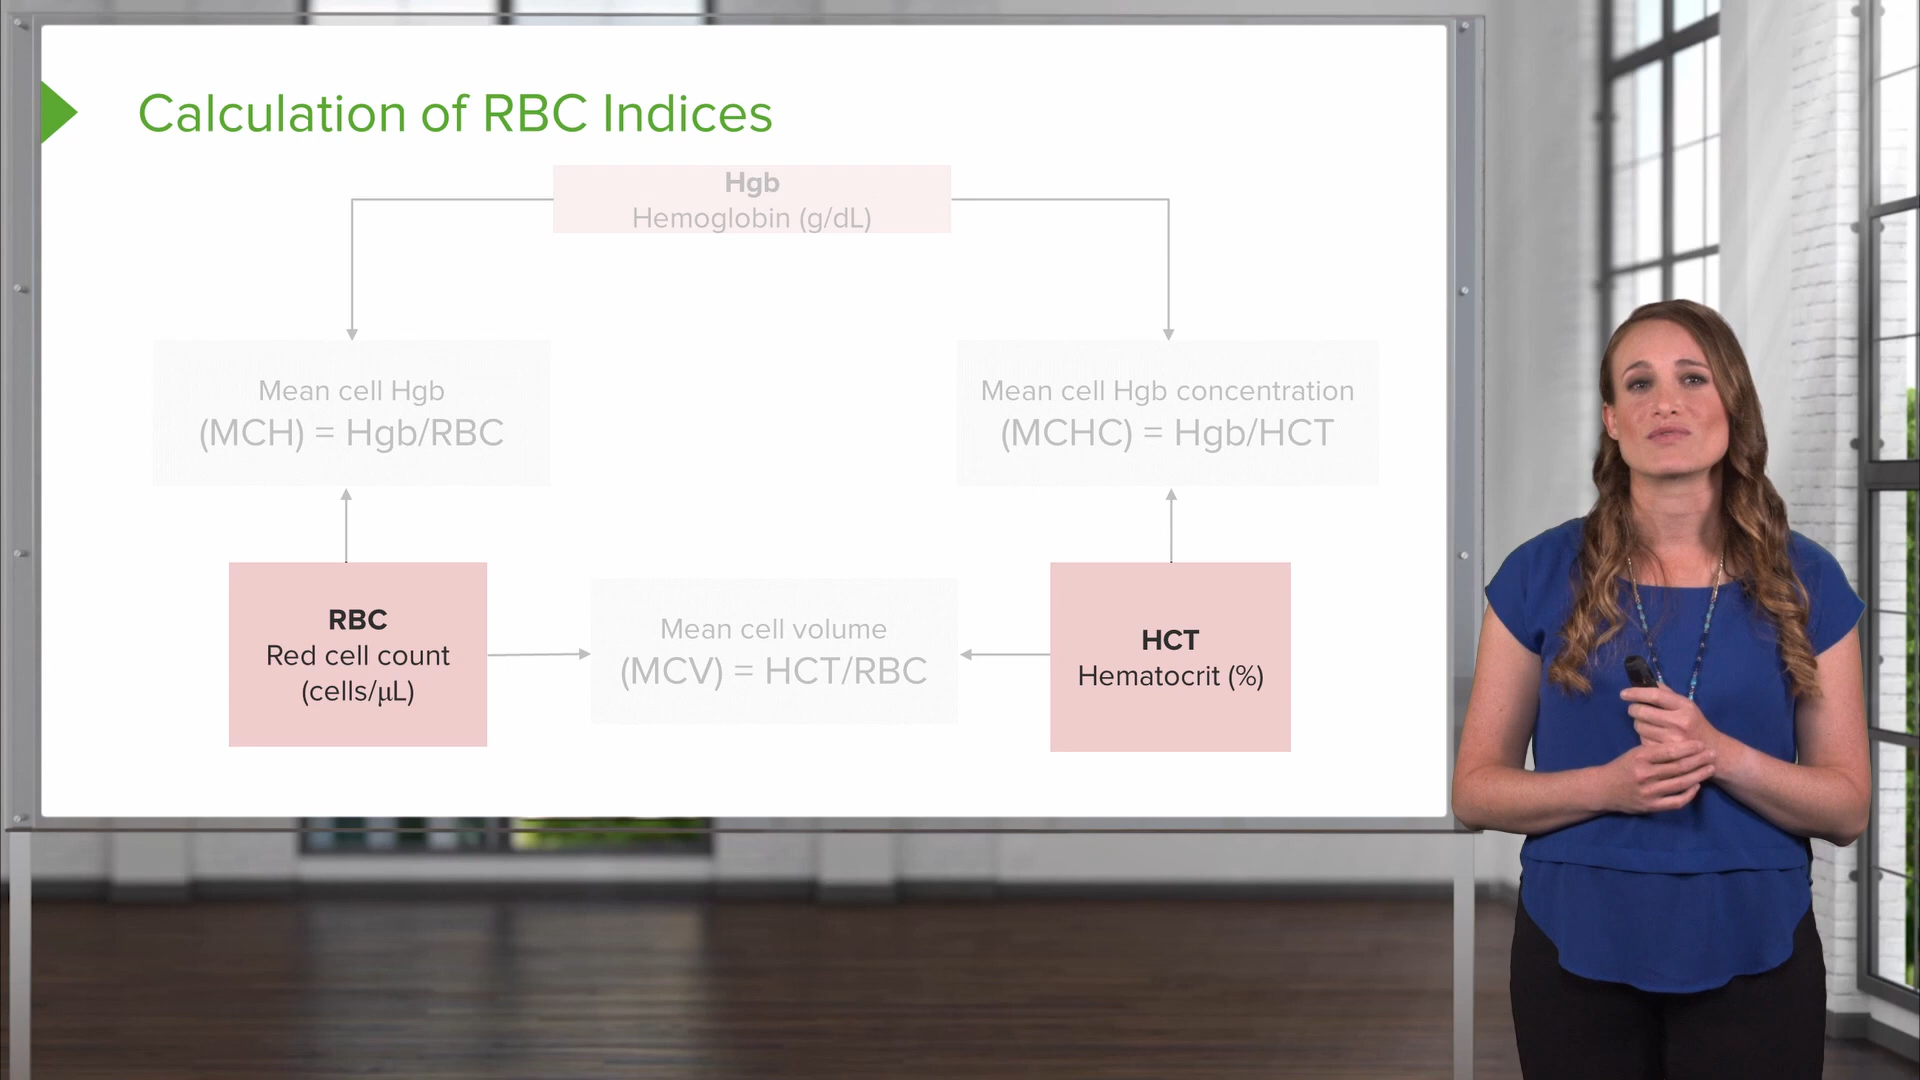 Calculation of RBC Indices
Hgb
Hemoglobin (g/dL)
Mean cell Hgb
(MCH) = Hgb/RBC
Mean cell Hgb concentration
(MCHC) = Hgb/HCT
RBC
Red cell count
(cells/μL)
Mean cell volume
(MCV) = HCT/RBC
HCT
Hematocrit (%)